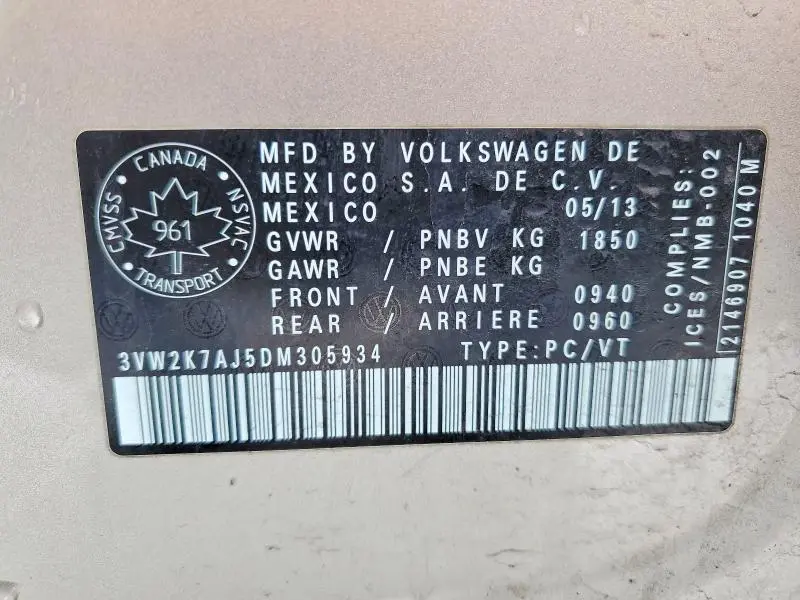 CANADA
CMVSS
NSVAC
961
TRANSPORT
MFD BY VOLKSWAGEN DE
MEXICO S.A. DE C.V.
MEXICO 05/13
GVWR / PNBV KG 1850
GAWR / PNBE KG
FRONT / AVANT 0940
REAR / ARRIERE 0960
3VW2K7AJ5DM305934 TYPE:PC/VT
COMPLIES:
ICES/NMB-002
2146907 1040 M